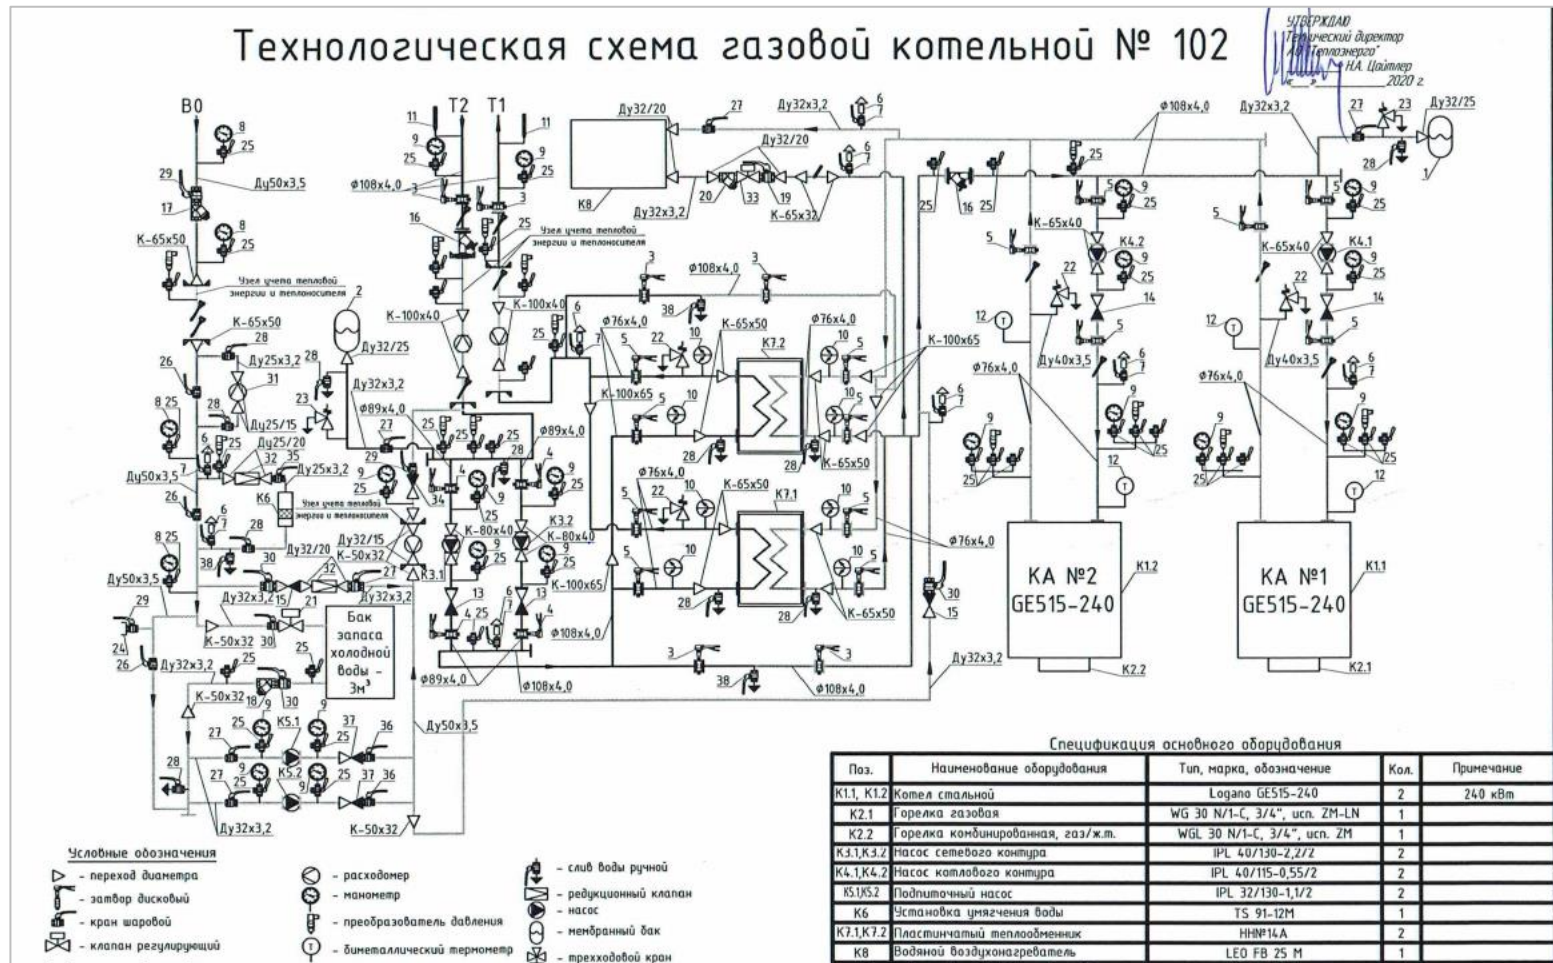 Технологическая схема газовой котельной № 102
УТВЕРЖДАЮ
Технический директор
АО "Теплоэнерго"
Н.А. Цойтлер
2020 г.
В0
Т2
Т1
Ду50х3,5
К-65х50
Узел учета тепловой
энергии и теплоносителя
К-65х50
Ду25х3,2
Ду25/15
Ду25/20
Ду25х3,2
Ду50х3,5
К6
Ду50х3,5
Ду32х3,2
К-50х32
Ду32х3,2
К-50х32
Ду32/20
Ду32х3,2
Бак
запаса
холодной
воды -
3м³
К5.1
К5.2
Ду32х3,2
К-50х32
Ду50х3,5
Ф108х4,0
Узел учета тепловой
энергии и теплоносителя
К-100х40
К-100х40
Ду32/25
Ду32х3,2
Ф89х4,0
Ф89х4,0
Узел учета тепловой
энергии и теплоносителя
Ду32/15
К-50х32
К3.1
К-80х40
К3.2
К-80х40
Ф89х4,0
Ф108х4,0
К-100х65
Ф108х4,0
К8
Ду32/20
Ду32х3,2
Ду32/20
Ду32х3,2
К-65х32
Ф108х4,0
Ф76х4,0
К-65х50
К7.2
Ф76х4,0
К-100х65
К-100х65
К-65х50
Ф76х4,0
К-65х50
К7.1
Ф76х4,0
К-65х50
Ф108х4,0
Ду32х3,2
Ф108х4,0
Ду32х3,2
Ду32/25
К-65х40
К4.2
К-65х40
К4.1
Ду40х3,5
Ф76х4,0
Ду40х3,5
Ф76х4,0
КА №2
GE515-240
К1.2
К2.2
КА №1
GE515-240
К1.1
К2.1
Условные обозначения
- переход диаметра
- затвор дисковый
- кран шаровой
- клапан регулирующий
- расходомер
- манометр
- преобразователь давления
- биметаллический термометр
- слив воды ручной
- редукционный клапан
- насос
- мембранный бак
- трехходовой кран
Спецификация основного оборудования
Поз. Наименование оборудования Тип, марка, обозначение Кол. Примечание
К1.1, К1.2 Котел стальной Logano GE515-240 2 240 кВт
К2.1 Горелка газовая WG 30 N/1-C, 3/4", исп. ZM-LN 1
К2.2 Горелка комбинированная, газ/ж.т. WGL 30 N/1-C, 3/4", исп. ZM 1
К3.1,К3.2 Насос сетевого контура IPL 40/130-2,2/2 2
К4.1,К4.2 Насос котлового контура IPL 40/115-0,55/2 2
К5.1,К5.2 Подпиточный насос IPL 32/130-1,1/2 2
К6 Установка умягчения воды TS 91-12M 1
К7.1,К7.2 Пластинчатый теплообменник НН№14А 2
К8 Водяной воздухонагреватель LEO FB 25 M 1